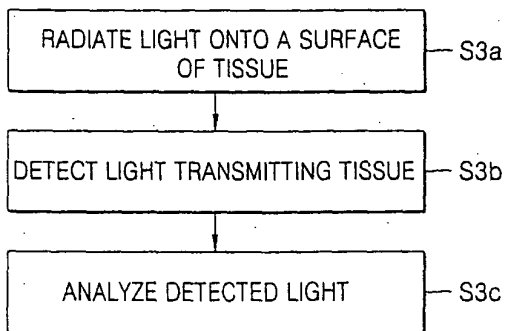 RADIATE LIGHT ONTO A SURFACE
OF TISSUE
S3a
DETECT LIGHT TRANSMITTING TISSUE
S3b
ANALYZE DETECTED LIGHT
S3c